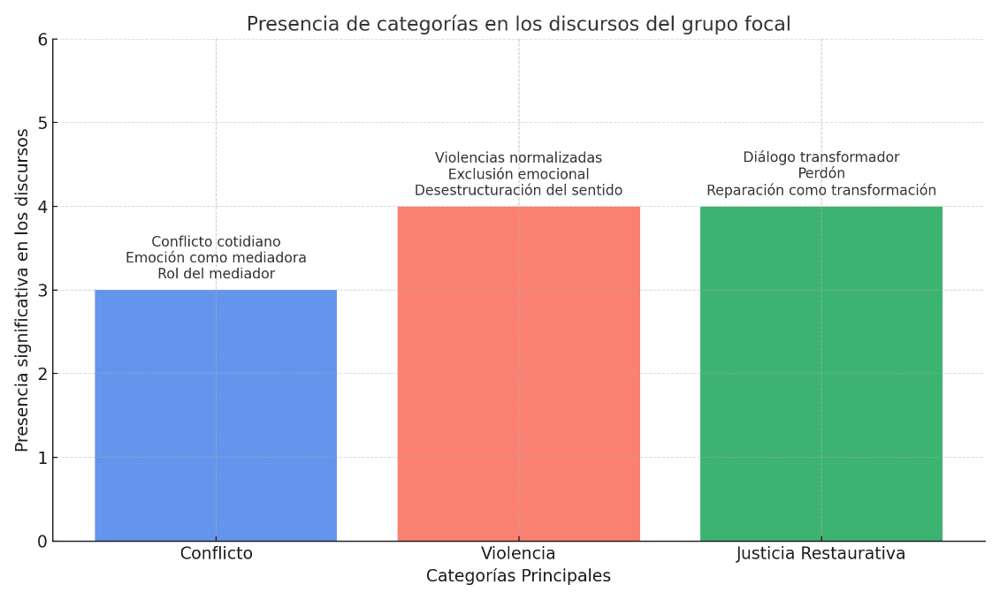 Presencia de categorías en los discursos del grupo focal
Presencia significativa en los discursos
6
5
4
3
2
1
0
Conflicto cotidiano
Emoción como mediadora
Rol del mediador
Violencias normalizadas
Exclusión emocional
Desestructuración del sentido
Diálogo transformador
Perdón
Reparación como transformación
Conflicto
Violencia
Justicia Restaurativa
Categorías Principales